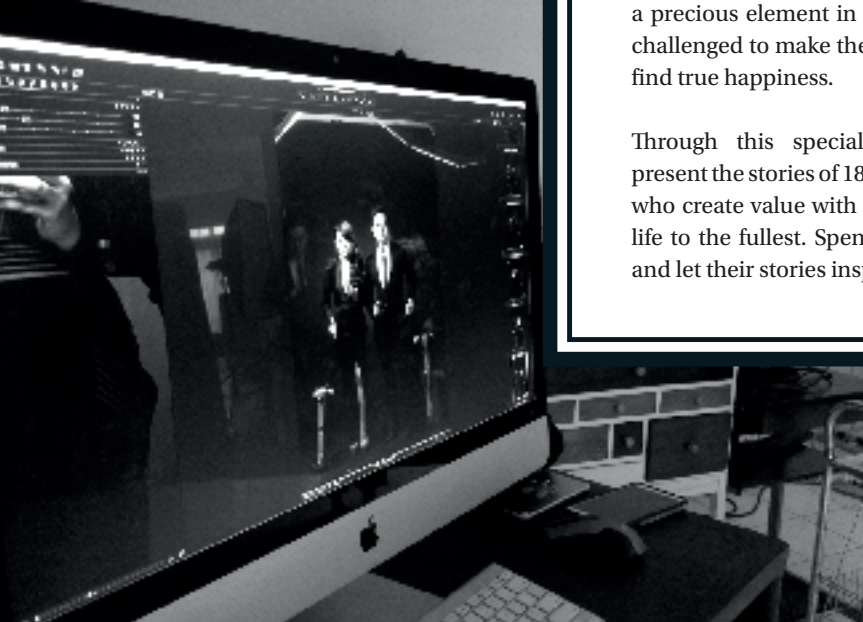 a precious element in
challenged to make the
find true happiness.
Through this special
present the stories of 18
who create value with
life to the fullest. Spen
and let their stories insp